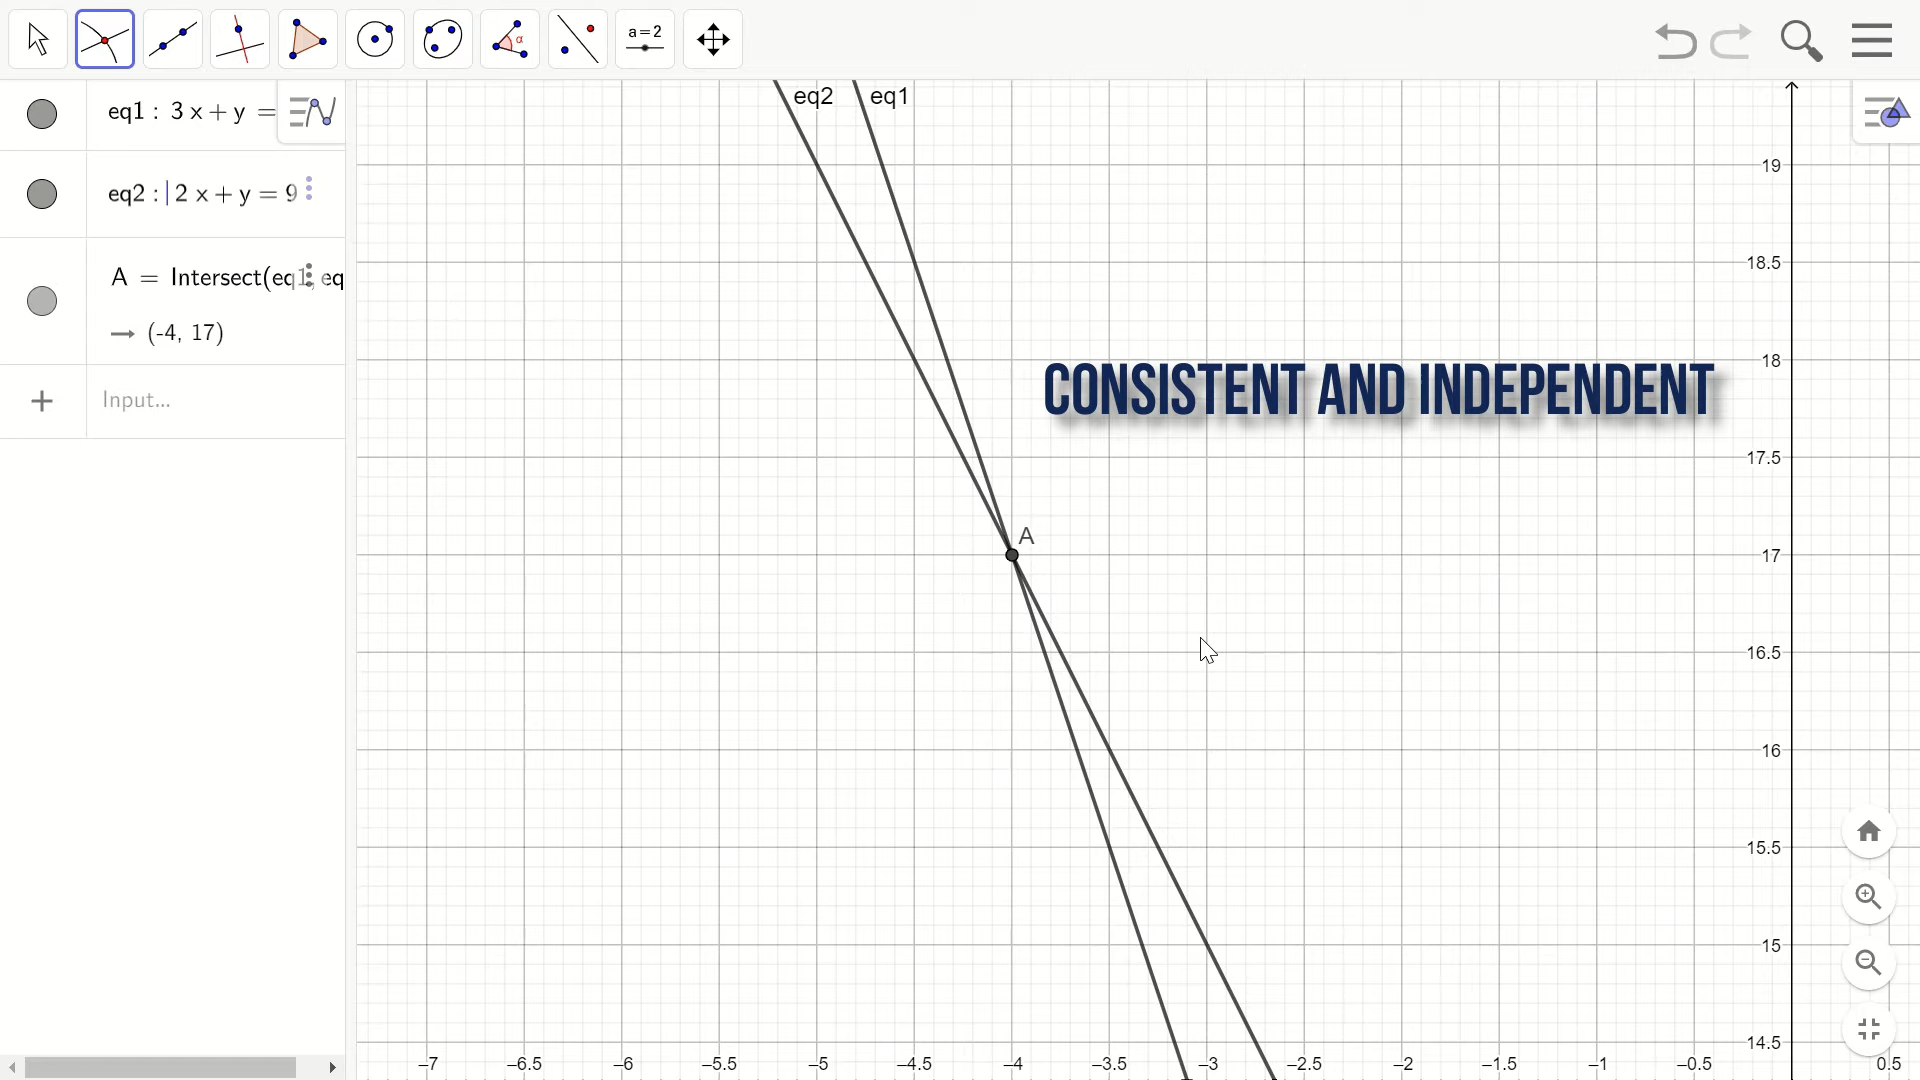 a=2
α
eq1 : 3 x + y =
eq2 : 2 x + y = 9
A = Intersect(eq1, eq
→ (-4, 17)
+ Input...
eq2 eq1
CONSISTENT AND INDEPENDENT
A
19
18.5
18
17.5
17
16.5
16
15.5
15
14.5
–7 –6.5 –6 –5.5 –5 –4.5 –4 –3.5 –3 –2.5 –2 –1.5 –1 –0.5 0.5